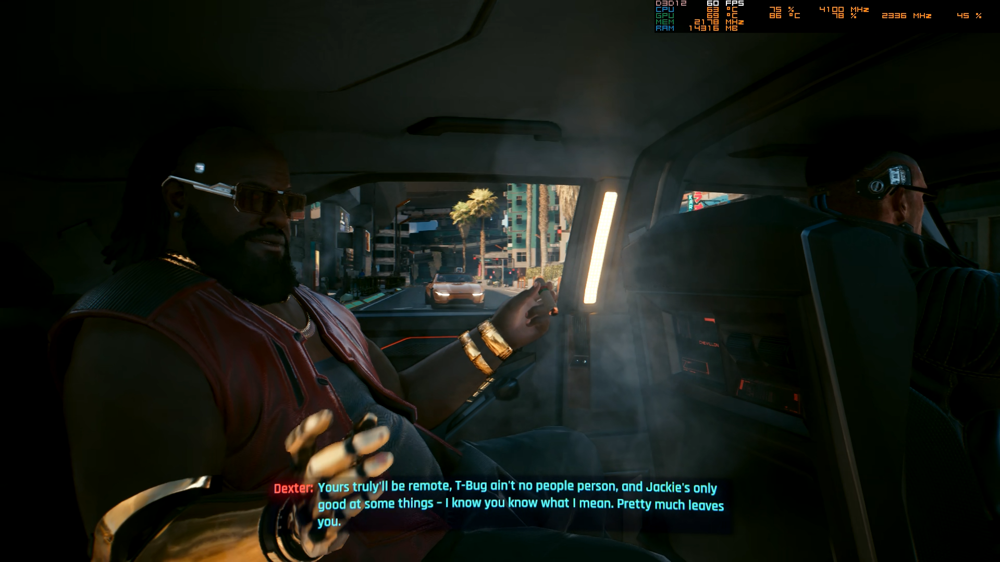 D3D12 60 FPS
CPU 63 °C 75 % 4100 MHz
GPU 69 °C 86 °C 78 % 2336 MHz 45 %
MEM 2178 MHz
RAM 14316 MB
CHEVILLON
Dexter: Yours truly'll be remote, T-Bug ain't no people person, and Jackie's only
good at some things – I know you know what I mean. Pretty much leaves
you.